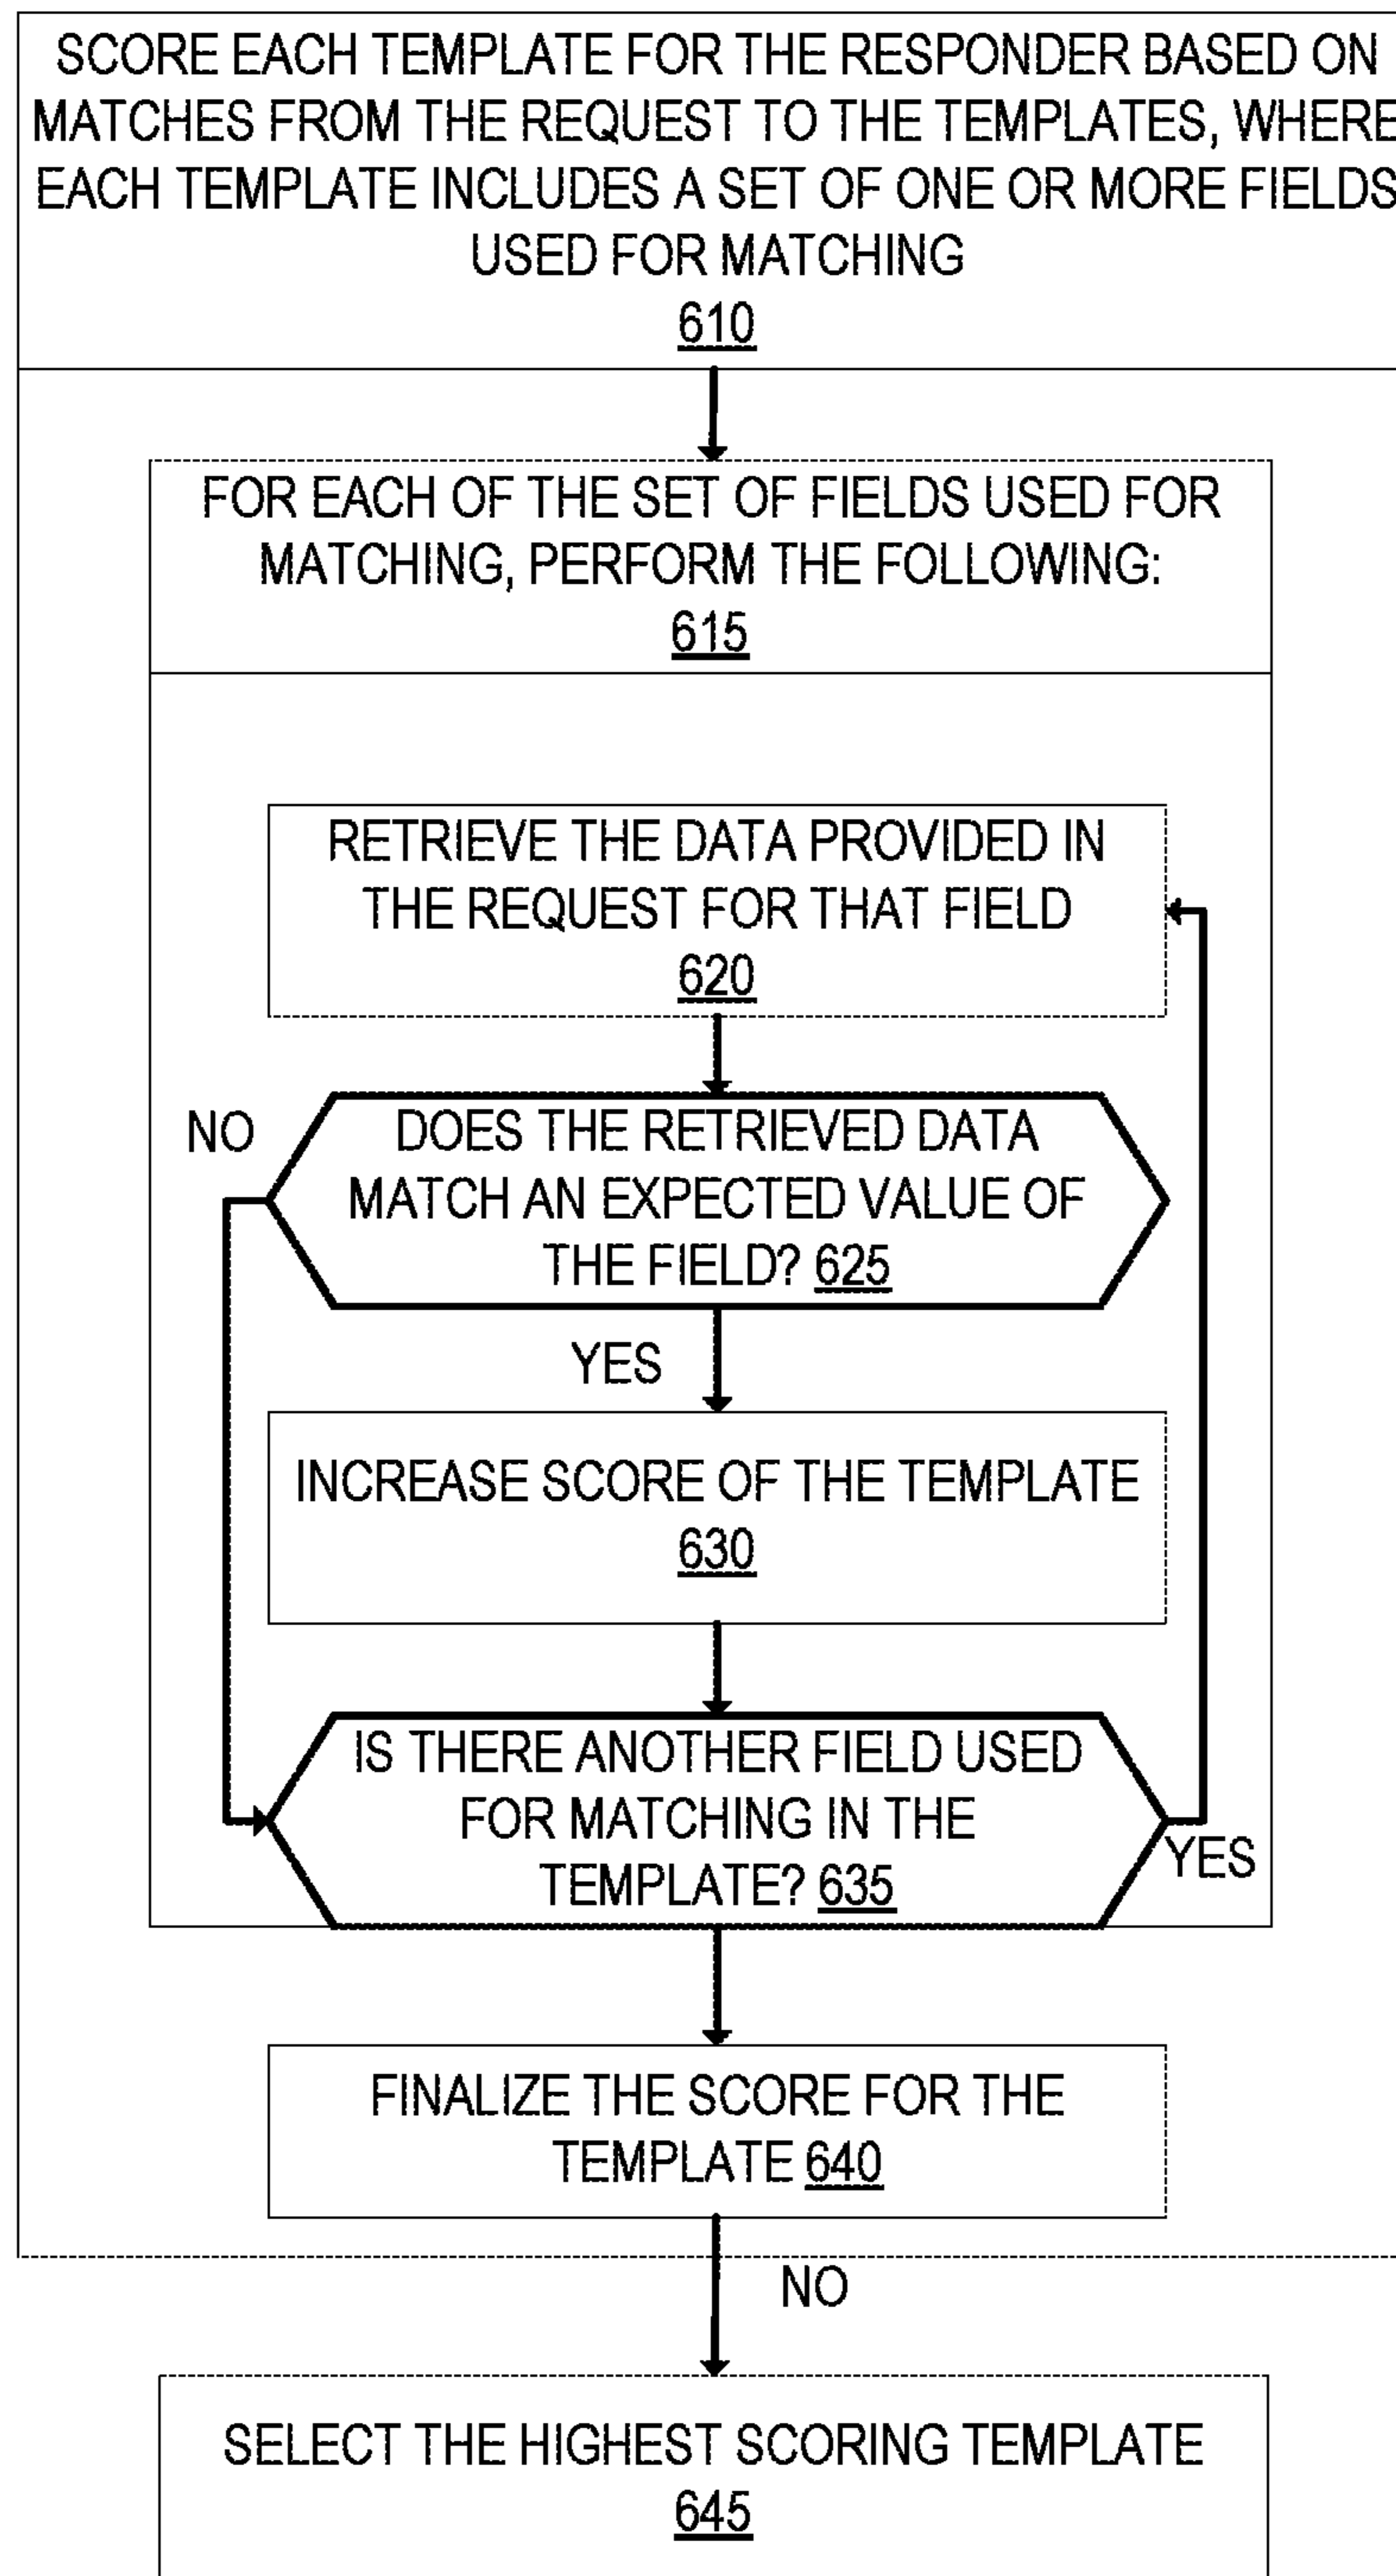 SCORE EACH TEMPLATE FOR THE RESPONDER BASED ON
MATCHES FROM THE REQUEST TO THE TEMPLATES, WHERE
EACH TEMPLATE INCLUDES A SET OF ONE OR MORE FIELDS
USED FOR MATCHING
610
FOR EACH OF THE SET OF FIELDS USED FOR
MATCHING, PERFORM THE FOLLOWING:
615
RETRIEVE THE DATA PROVIDED IN
THE REQUEST FOR THAT FIELD
620
NO
DOES THE RETRIEVED DATA
MATCH AN EXPECTED VALUE OF
THE FIELD? 625
YES
INCREASE SCORE OF THE TEMPLATE
630
IS THERE ANOTHER FIELD USED
FOR MATCHING IN THE
TEMPLATE? 635
YES
FINALIZE THE SCORE FOR THE
TEMPLATE 640
NO
SELECT THE HIGHEST SCORING TEMPLATE
645